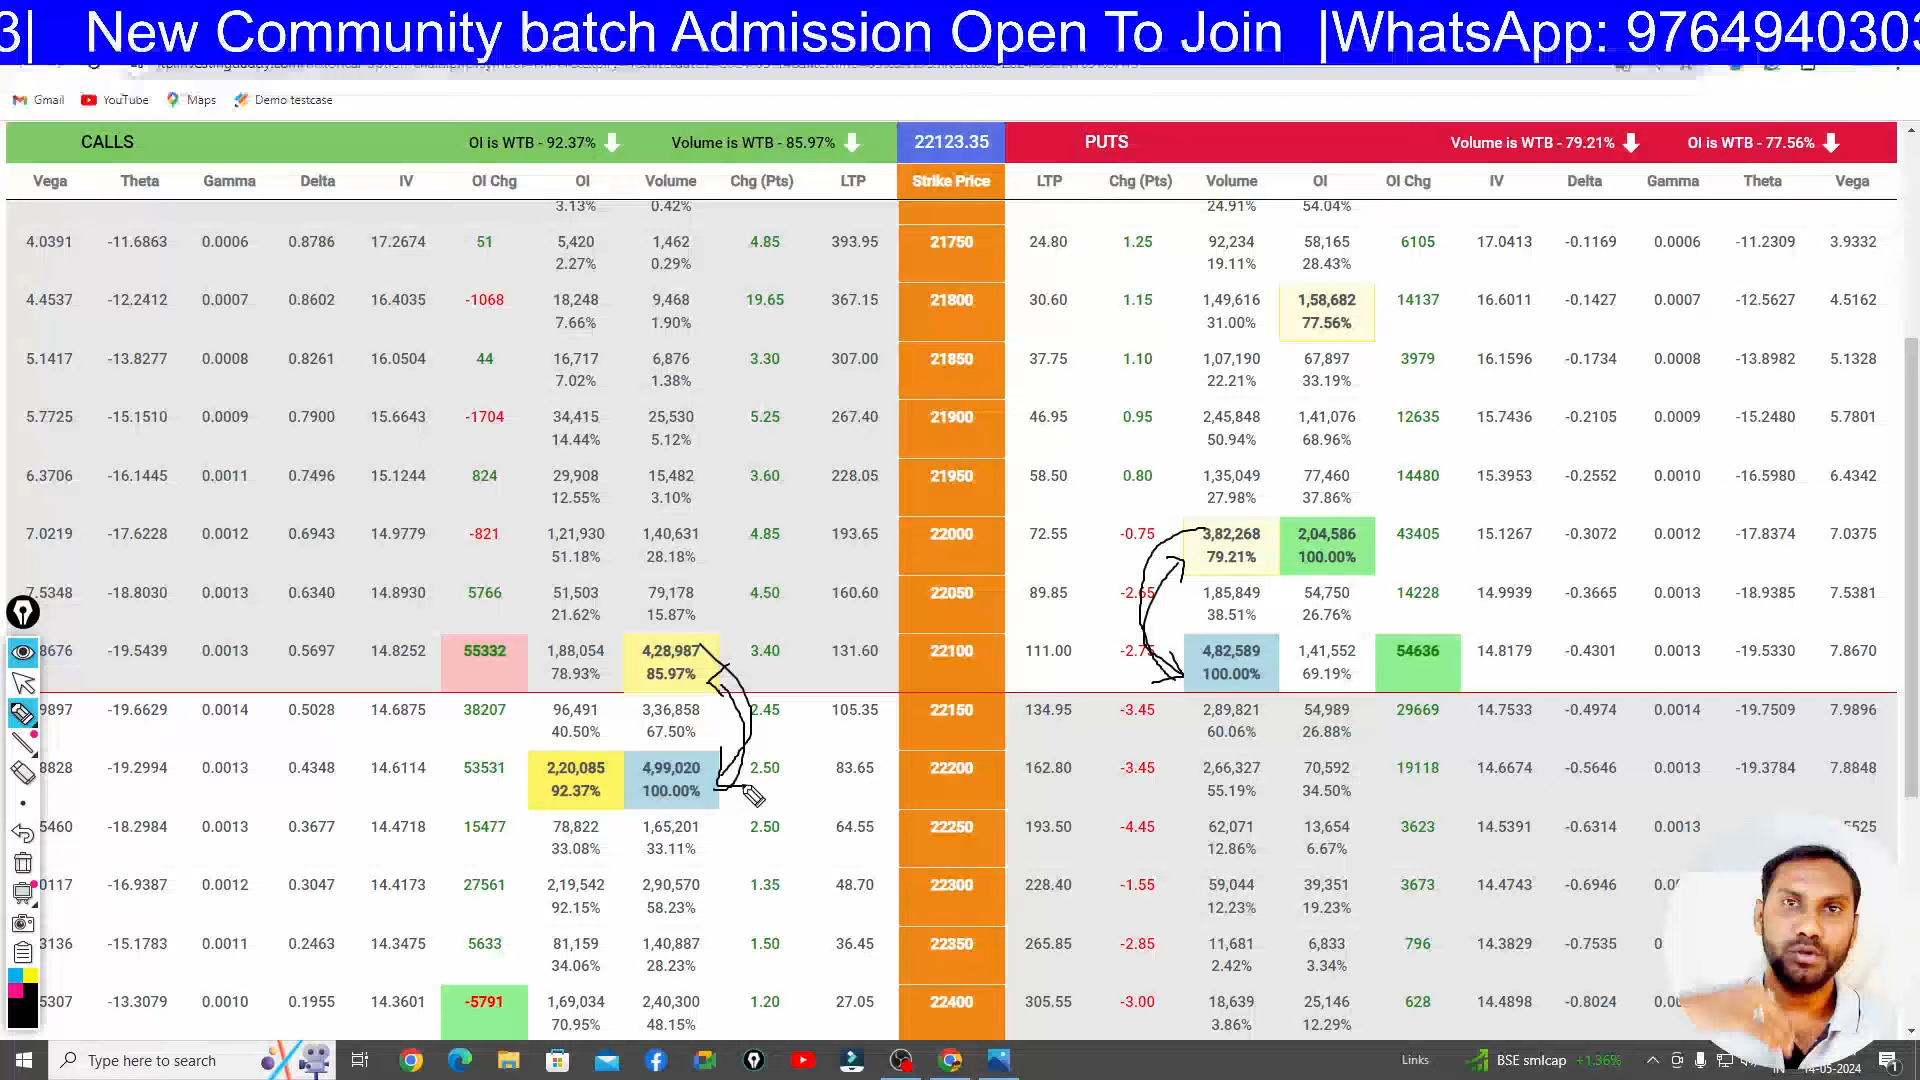 3|   New Community batch Admission Open To Join  |WhatsApp: 9764940303
Gmail YouTube Maps Demo testcase
CALLS OI is WTB - 92.37% Volume is WTB - 85.97% 22123.35 PUTS Volume is WTB - 79.21% OI is WTB - 77.56%
Vega Theta Gamma Delta IV OI Chg OI Volume Chg (Pts) LTP Strike Price LTP Chg (Pts) Volume OI OI Chg IV Delta Gamma Theta Vega
3.13% 0.42% 24.91% 54.04%
4.0391 -11.6863 0.0006 0.8786 17.2674 51 5,420 1,462 4.85 393.95 21750 24.80 1.25 92,234 58,165 6105 17.0413 -0.1169 0.0006 -11.2309 3.9332
2.27% 0.29% 19.11% 28.43%
4.4537 -12.2412 0.0007 0.8602 16.4035 -1068 18,248 9,468 19.65 367.15 21800 30.60 1.15 1,49,616 1,58,682 14137 16.6011 -0.1427 0.0007 -12.5627 4.5162
7.66% 1.90% 31.00% 77.56%
5.1417 -13.8277 0.0008 0.8261 16.0504 44 16,717 6,876 3.30 307.00 21850 37.75 1.10 1,07,190 67,897 3979 16.1596 -0.1734 0.0008 -13.8982 5.1328
7.02% 1.38% 22.21% 33.19%
5.7725 -15.1510 0.0009 0.7900 15.6643 -1704 34,415 25,530 5.25 267.40 21900 46.95 0.95 2,45,848 1,41,076 12635 15.7436 -0.2105 0.0009 -15.2480 5.7801
14.44% 5.12% 50.94% 68.96%
6.3706 -16.1445 0.0011 0.7496 15.1244 824 29,908 15,482 3.60 228.05 21950 58.50 0.80 1,35,049 77,460 14480 15.3953 -0.2552 0.0010 -16.5980 6.4342
12.55% 3.10% 27.98% 37.86%
7.0219 -17.6228 0.0012 0.6943 14.9779 -821 1,21,930 1,40,631 4.85 193.65 22000 72.55 -0.75 3,82,268 2,04,586 43405 15.1267 -0.3072 0.0012 -17.8374 7.0375
51.18% 28.18% 79.21% 100.00%
7.5348 -18.8030 0.0013 0.6340 14.8930 5766 51,503 79,178 4.50 160.60 22050 89.85 -2.65 1,85,849 54,750 14228 14.9939 -0.3665 0.0013 -18.9385 7.5381
21.62% 15.87% 38.51% 26.76%
8676 -19.5439 0.0013 0.5697 14.8252 55332 1,88,054 4,28,987 3.40 131.60 22100 111.00 4,82,589 1,41,552 54636 14.8179 -0.4301 0.0013 -19.5330 7.8670
78.93% 85.97% 100.00% 69.19%
9897 -19.6629 0.0014 0.5028 14.6875 38207 96,491 3,36,858 2.45 105.35 22150 134.95 -3.45 2,89,821 54,989 29669 14.7533 -0.4974 0.0014 -19.7509 7.9896
40.50% 67.50% 60.06% 26.88%
8828 -19.2994 0.0013 0.4348 14.6114 53531 2,20,085 4,99,020 2.50 83.65 22200 162.80 -3.45 2,66,327 70,592 19118 14.6674 -0.5646 0.0013 -19.3784 7.8848
92.37% 100.00% 55.19% 34.50%
5460 -18.2984 0.0013 0.3677 14.4718 15477 78,822 1,65,201 2.50 64.55 22250 193.50 -4.45 62,071 13,654 3623 14.5391 -0.6314 0.0013 5525
33.08% 33.11% 12.86% 6.67%
0117 -16.9387 0.0012 0.3047 14.4173 27561 2,19,542 2,90,570 1.35 48.70 22300 228.40 -1.55 59,044 39,351 3673 14.4743 -0.6946 0.00
92.15% 58.23% 12.23% 19.23%
3136 -15.1783 0.0011 0.2463 14.3475 5633 81,159 1,40,887 1.50 36.45 22350 265.85 -2.85 11,681 6,833 796 14.3829 -0.7535 0
34.06% 28.23% 2.42% 3.34%
5307 -13.3079 0.0010 0.1955 14.3601 -5791 1,69,034 2,40,300 1.20 27.05 22400 305.55 -3.00 18,639 25,146 628 14.4898 -0.8024 0.00
70.95% 48.15% 3.86% 12.29%
Type here to search Links BSE smlcap +1.36% 14-05-2024